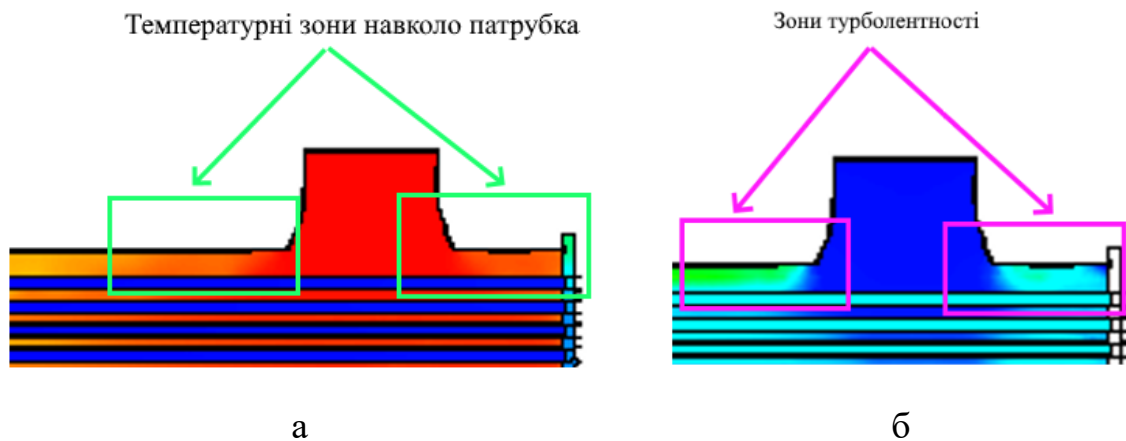 Температурні зони навколо патрубка
Зони турболентності
а
б